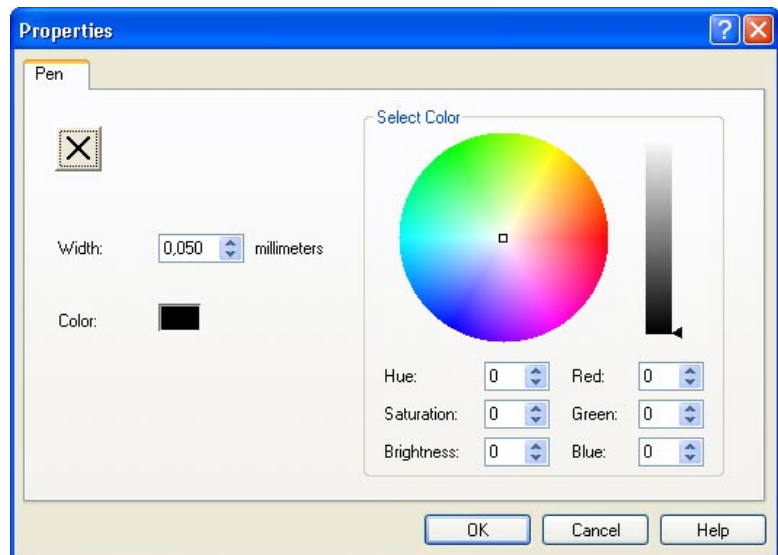 Properties
Pen
Select Color
Width: 0,050 millimeters
Color:
Hue: 0 Red: 0
Saturation: 0 Green: 0
Brightness: 0 Blue: 0
OK Cancel Help